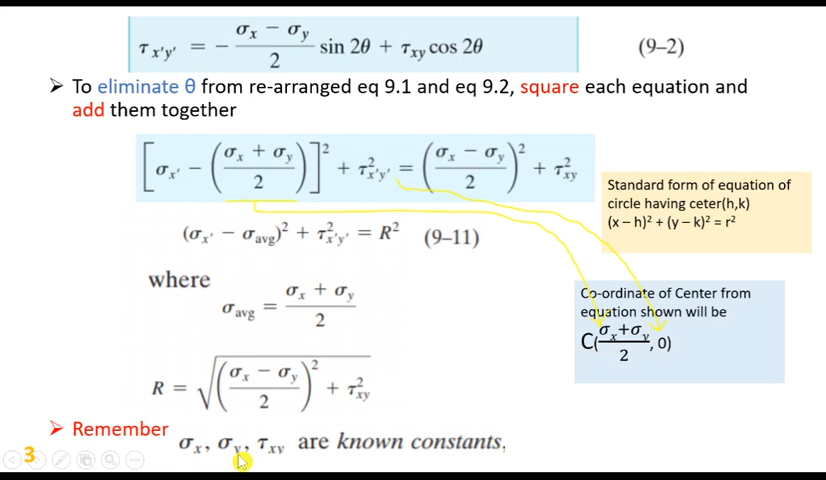 τx'y' = − (σx − σy)/2 sin 2θ + τxy cos 2θ (9–2)
➢ To eliminate θ from re-arranged eq 9.1 and eq 9.2, square each equation and
add them together
[σx' − ((σx + σy)/2)]² + τ²x'y' = ((σx − σy)/2)² + τ²xy
Standard form of equation of
circle having ceter(h,k)
(x – h)² + (y – k)² = r²
(σx' − σavg)² + τ²x'y' = R² (9–11)
where
σavg = (σx + σy)/2
Co-ordinate of Center from
equation shown will be
C((σx+σy)/2, 0)
R = √(((σx − σy)/2)² + τ²xy)
➢ Remember
σx, σy, τxy are known constants,
3